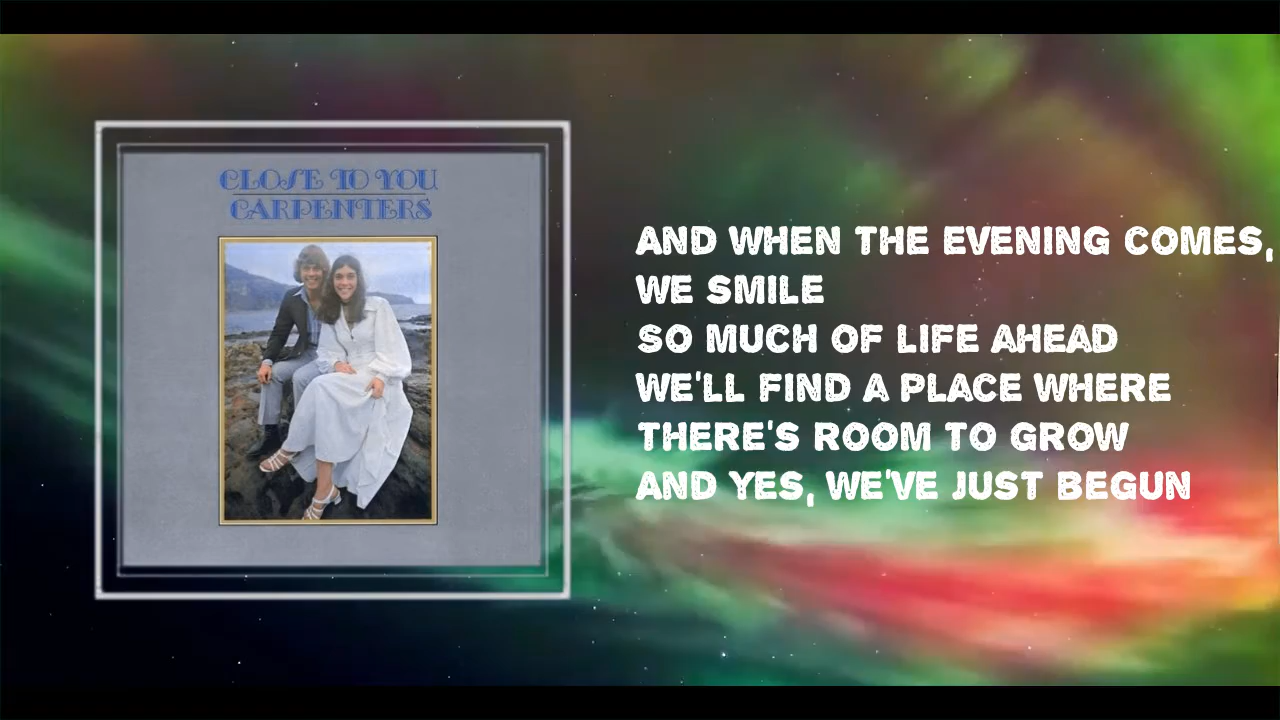 CLOSE TO YOU
CARPENTERS
AND WHEN THE EVENING COMES,
WE SMILE
SO MUCH OF LIFE AHEAD
WE'LL FIND A PLACE WHERE
THERE'S ROOM TO GROW
AND YES, WE'VE JUST BEGUN